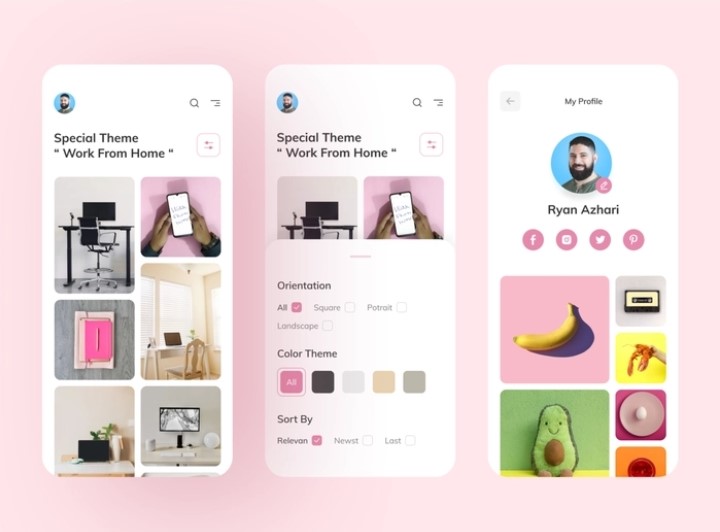 Special Theme
“ Work From Home “
Special Theme
“ Work From Home “
Orientation
All Square Potrait
Landscape
Color Theme
All
Sort By
Relevan Newst Last
My Profile
Ryan Azhari